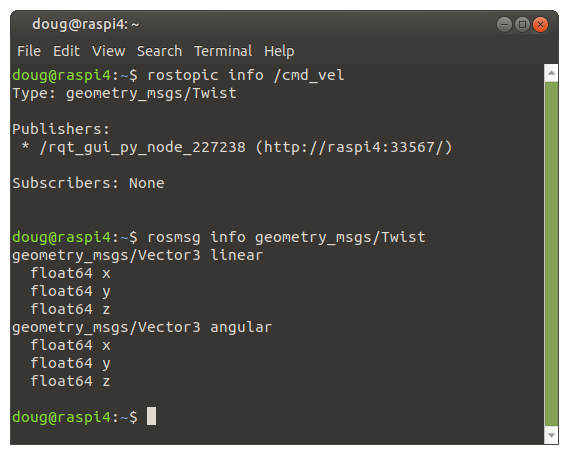 doug@raspi4: ~
File Edit View Search Terminal Help
doug@raspi4:~$ rostopic info /cmd_vel
Type: geometry_msgs/Twist

Publishers:
 * /rqt_gui_py_node_227238 (http://raspi4:33567/)

Subscribers: None


doug@raspi4:~$ rosmsg info geometry_msgs/Twist
geometry_msgs/Vector3 linear
  float64 x
  float64 y
  float64 z
geometry_msgs/Vector3 angular
  float64 x
  float64 y
  float64 z

doug@raspi4:~$